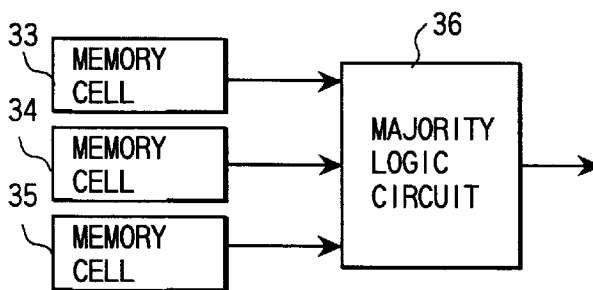 33
MEMORY
CELL
34
MEMORY
CELL
35
MEMORY
CELL
36
MAJORITY
LOGIC
CIRCUIT